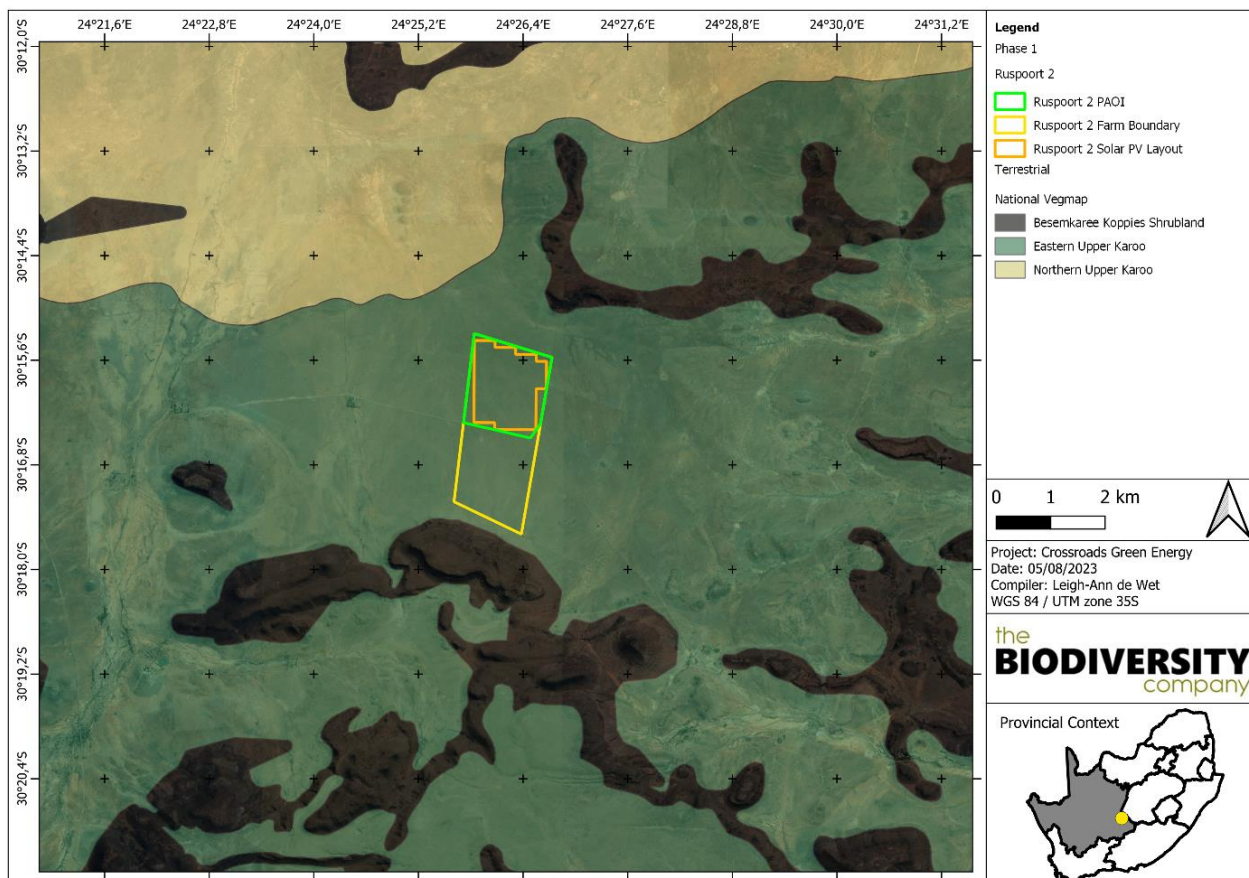 24°21,6'E 24°22,8'E 24°24,0'E 24°25,2'E 24°26,4'E 24°27,6'E 24°28,8'E 24°30,0'E 24°31,2'E
30°12,0'S
30°13,2'S
30°14,4'S
30°15,6'S
30°16,8'S
30°18,0'S
30°19,2'S
30°20,4'S
Legend
Phase 1
Ruspoort 2
Ruspoort 2 PAOI
Ruspoort 2 Farm Boundary
Ruspoort 2 Solar PV Layout
Terrestrial
National Vegmap
Besemkaree Koppies Shrubland
Eastern Upper Karoo
Northern Upper Karoo
0 1 2 km
Project: Crossroads Green Energy
Date: 05/08/2023
Compiler: Leigh-Ann de Wet
WGS 84 / UTM zone 35S
the
BIODIVERSITY
company
Provincial Context